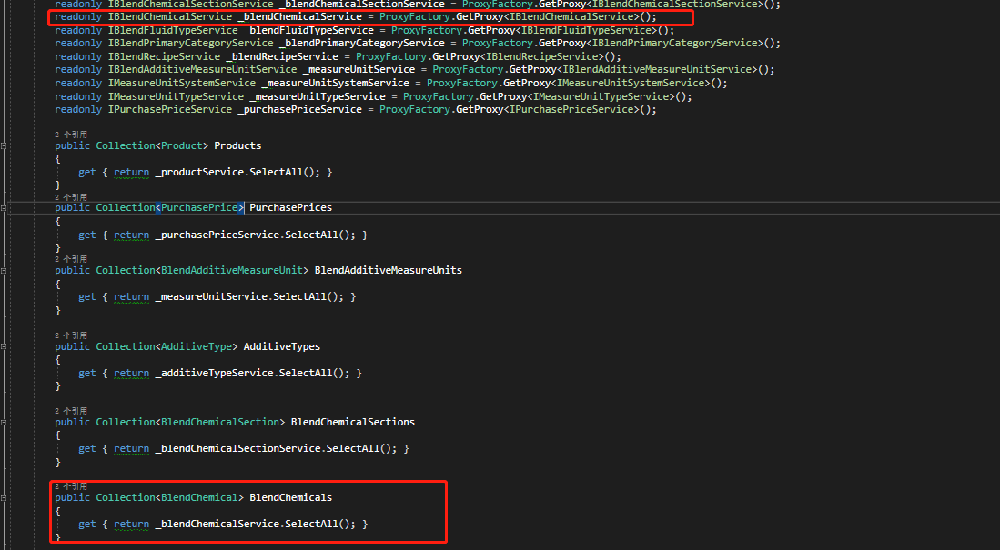 readonly IBlendChemicalSectionService _blendChemicalSectionService = ProxyFactory.GetProxy<IBlendChemicalSectionService>();
readonly IBlendChemicalService _blendChemicalService = ProxyFactory.GetProxy<IBlendChemicalService>();
readonly IBlendFluidTypeService _blendFluidTypeService = ProxyFactory.GetProxy<IBlendFluidTypeService>();
readonly IBlendPrimaryCategoryService _blendPrimaryCategoryService = ProxyFactory.GetProxy<IBlendPrimaryCategoryService>();
readonly IBlendRecipeService _blendRecipeService = ProxyFactory.GetProxy<IBlendRecipeService>();
readonly IBlendAdditiveMeasureUnitService _measureUnitService = ProxyFactory.GetProxy<IBlendAdditiveMeasureUnitService>();
readonly IMeasureUnitSystemService _measureUnitSystemService = ProxyFactory.GetProxy<IMeasureUnitSystemService>();
readonly IMeasureUnitTypeService _measureUnitTypeService = ProxyFactory.GetProxy<IMeasureUnitTypeService>();
readonly IPurchasePriceService _purchasePriceService = ProxyFactory.GetProxy<IPurchasePriceService>();
2 个引用
public Collection<Product> Products
{
get { return _productService.SelectAll(); }
}
2 个引用
public Collection<PurchasePrice> PurchasePrices
{
get { return _purchasePriceService.SelectAll(); }
}
2 个引用
public Collection<BlendAdditiveMeasureUnit> BlendAdditiveMeasureUnits
{
get { return _measureUnitService.SelectAll(); }
}
2 个引用
public Collection<AdditiveType> AdditiveTypes
{
get { return _additiveTypeService.SelectAll(); }
}
2 个引用
public Collection<BlendChemicalSection> BlendChemicalSections
{
get { return _blendChemicalSectionService.SelectAll(); }
}
2 个引用
public Collection<BlendChemical> BlendChemicals
{
get { return _blendChemicalService.SelectAll(); }
}